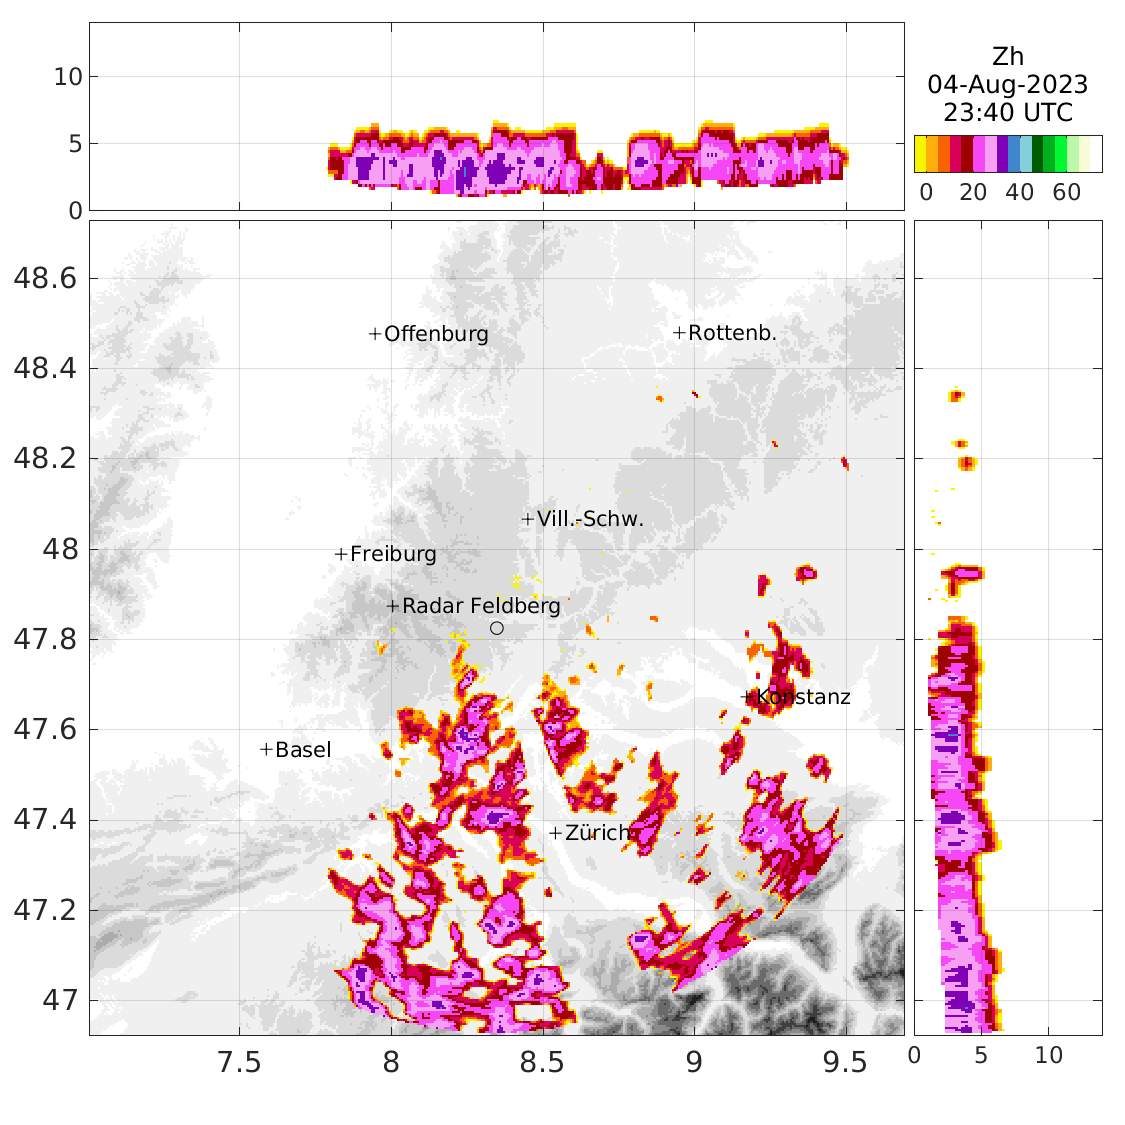 10
5
0
Zh
04-Aug-2023
23:40 UTC
0 20 40 60
48.6
48.4
48.2
48
47.8
47.6
47.4
47.2
47
Offenburg
Rottenb.
Vill.-Schw.
Freiburg
Radar Feldberg
Konstanz
Basel
Zürich
7.5 8 8.5 9 9.5
0 5 10